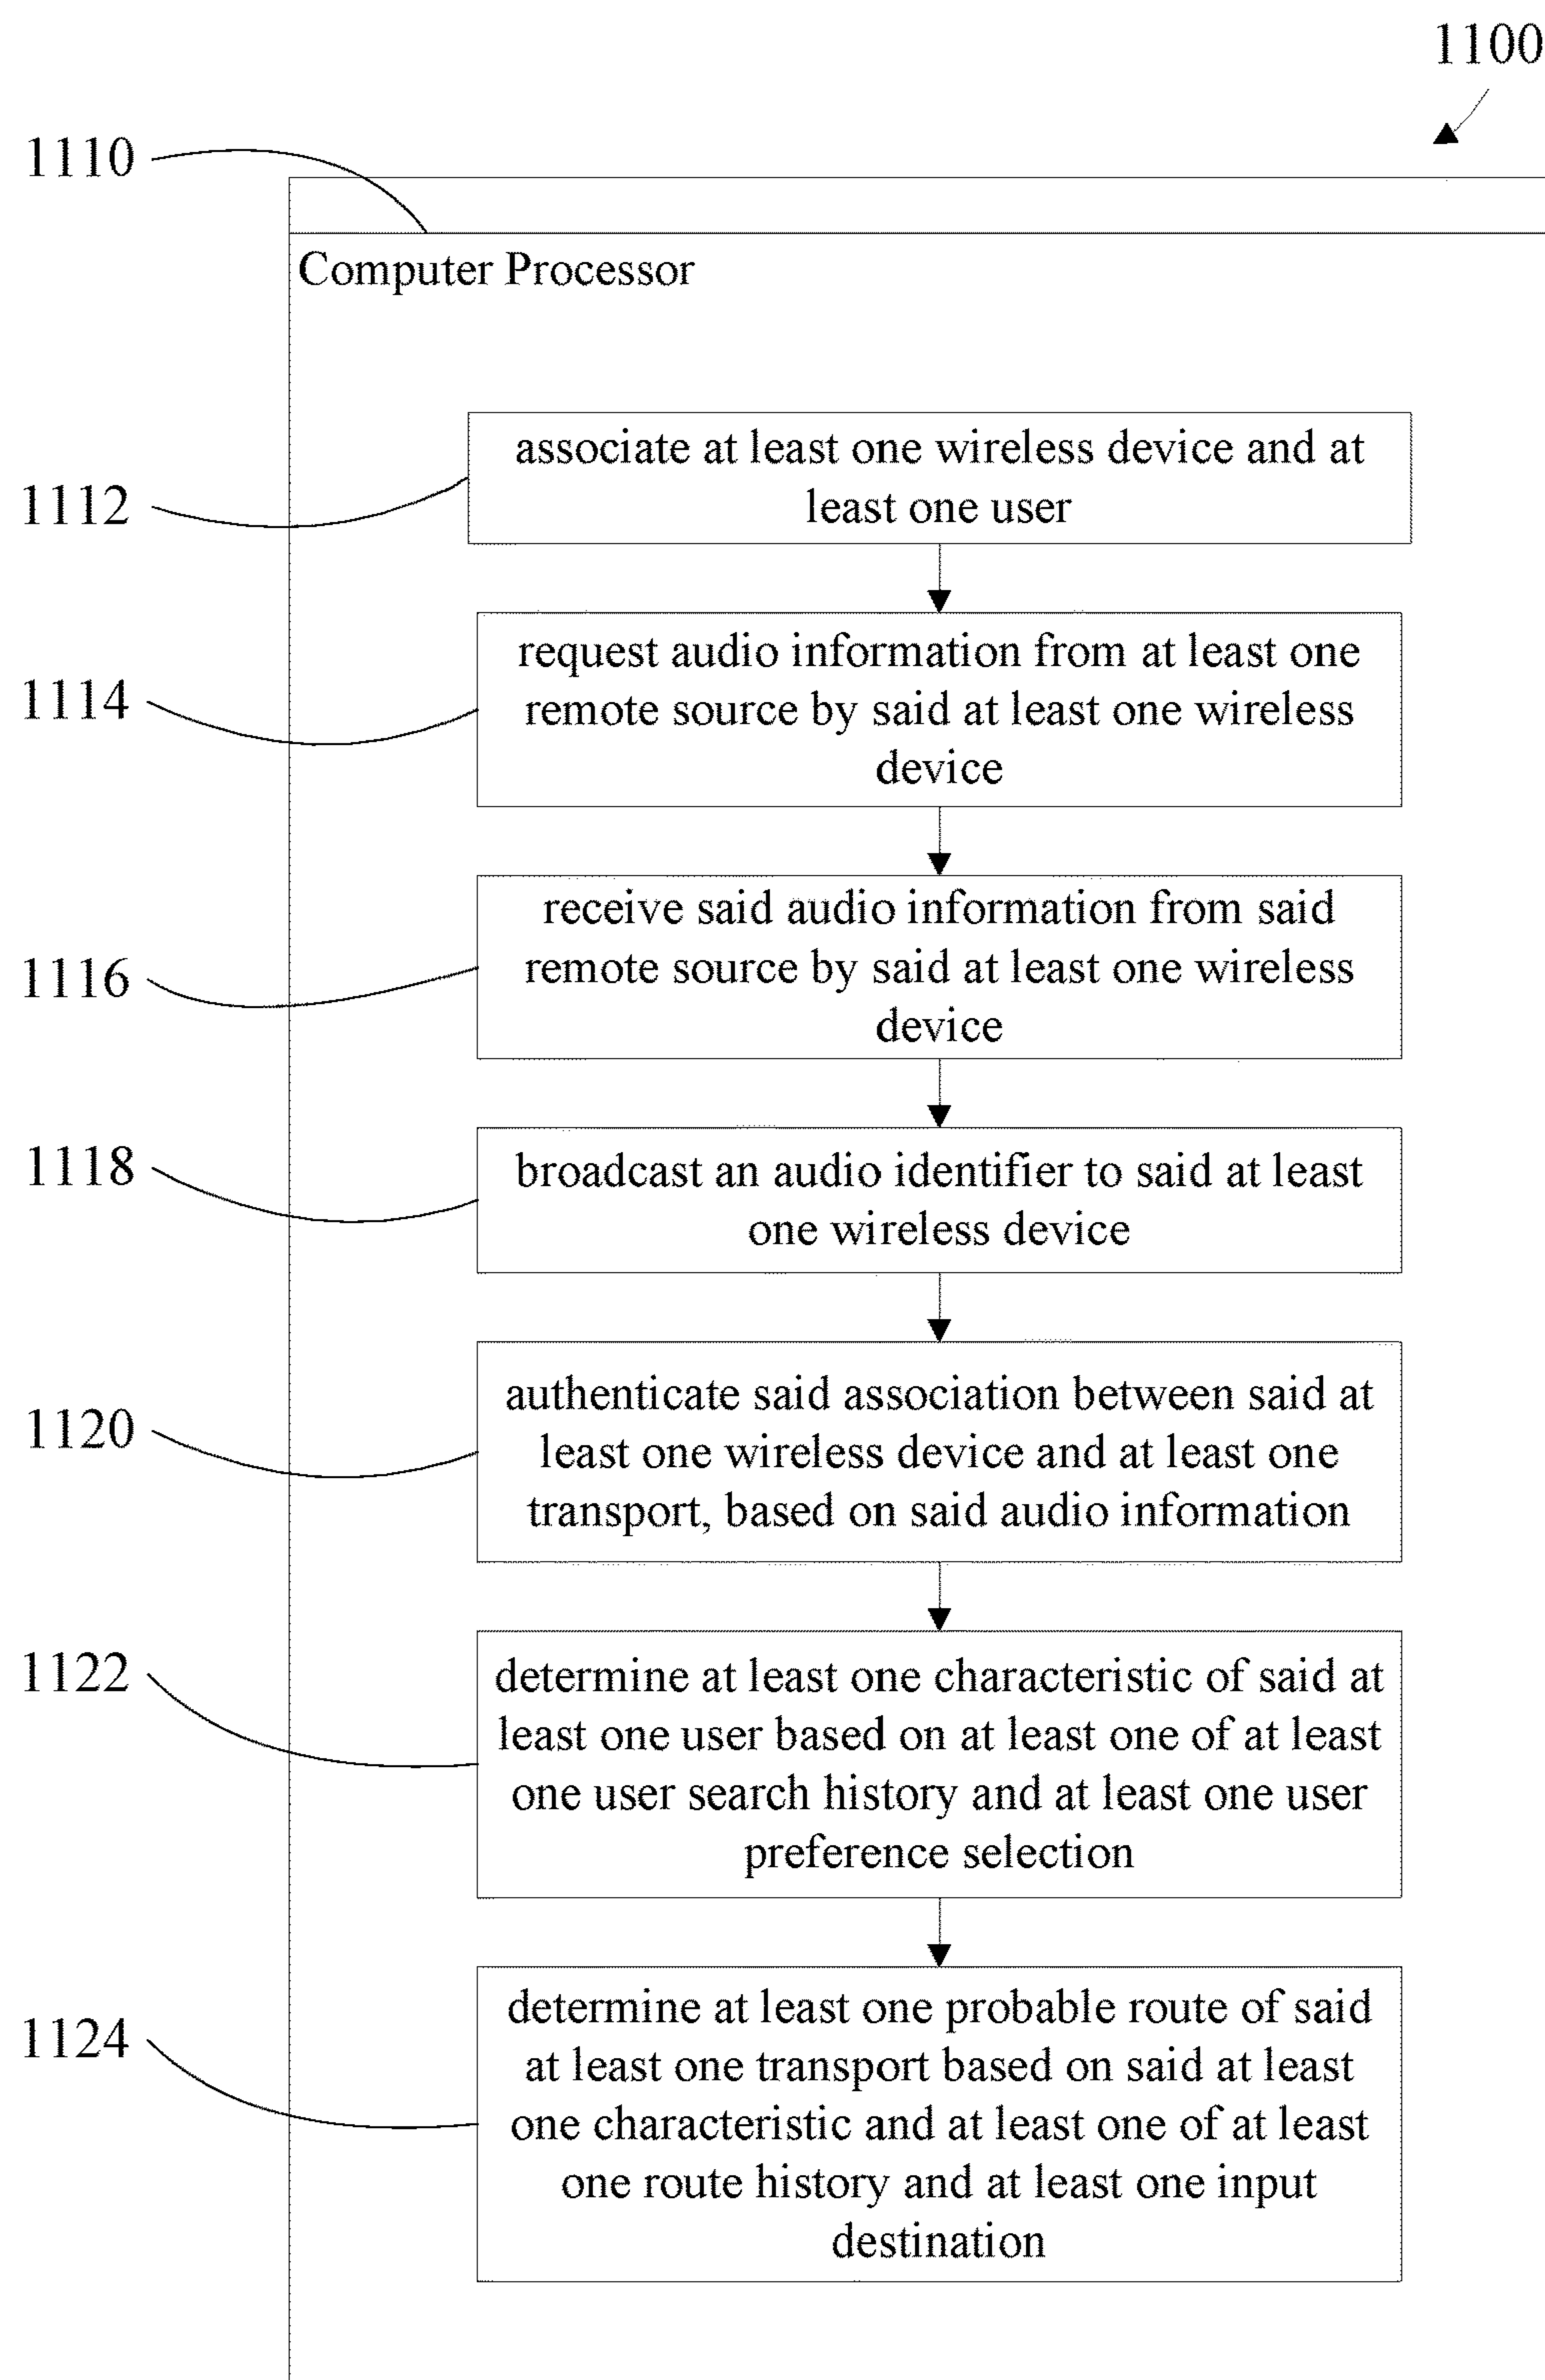 1100
1110
Computer Processor
associate at least one wireless device and at
least one user
1112
request audio information from at least one
remote source by said at least one wireless
device
1114
receive said audio information from said
remote source by said at least one wireless
device
1116
broadcast an audio identifier to said at least
one wireless device
1118
authenticate said association between said at
least one wireless device and at least one
transport, based on said audio information
1120
determine at least one characteristic of said at
least one user based on at least one of at least
one user search history and at least one user
preference selection
1122
determine at least one probable route of said
at least one transport based on said at least
one characteristic and at least one of at least
one route history and at least one input
destination
1124